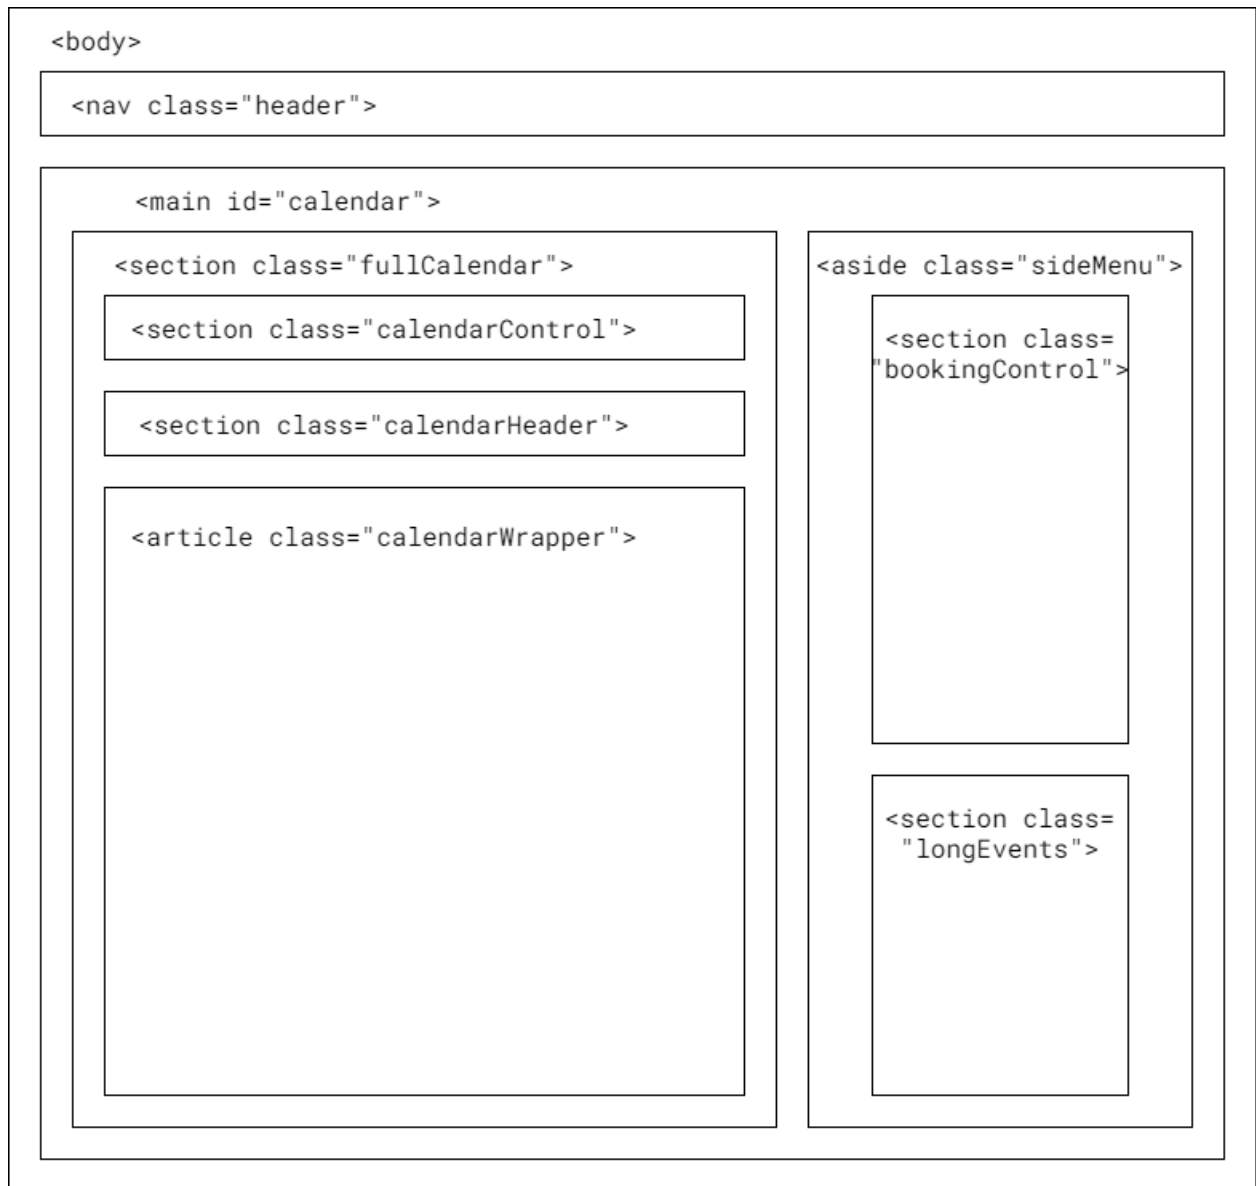 <body>
<nav class="header">
<main id="calendar">
<section class="fullCalendar">
<section class="calendarControl">
<section class="calendarHeader">
<article class="calendarWrapper">
<aside class="sideMenu">
<section class=
"bookingControl">
<section class=
"longEvents">